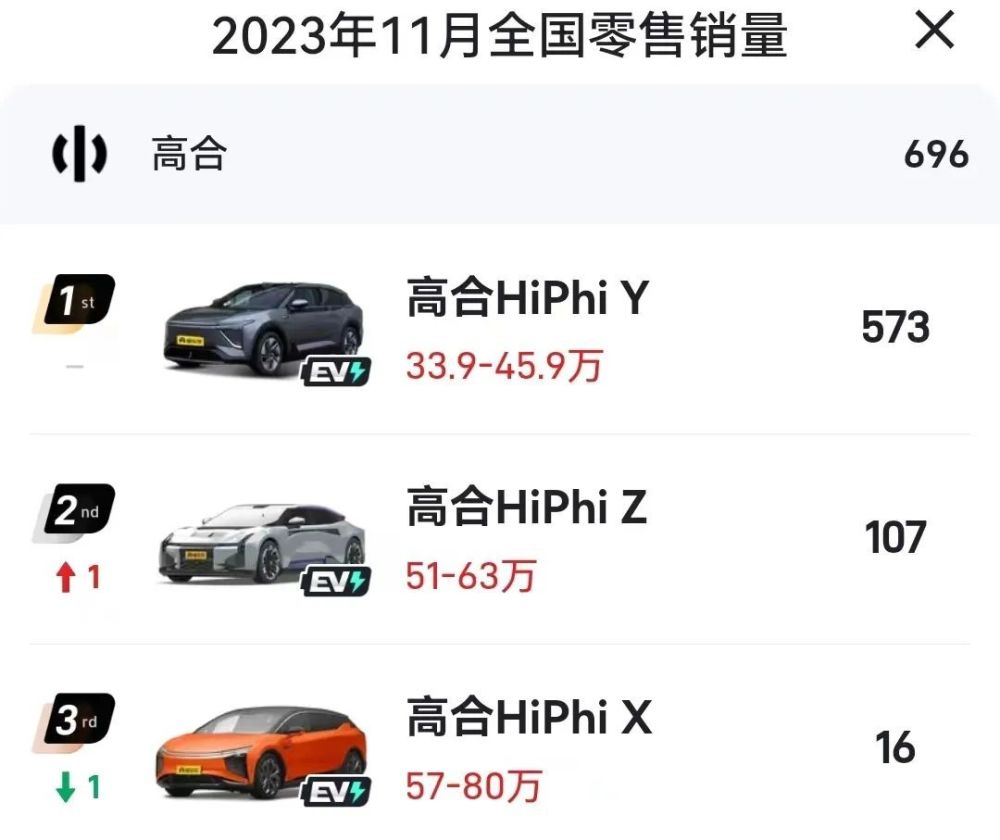 2023年11月全国零售销量
高合 696
1st
高合HiPhi Y
573
33.9-45.9万
EV
2nd
高合HiPhi Z
107
1
51-63万
EV
3rd
高合HiPhi X
16
1
57-80万
EV